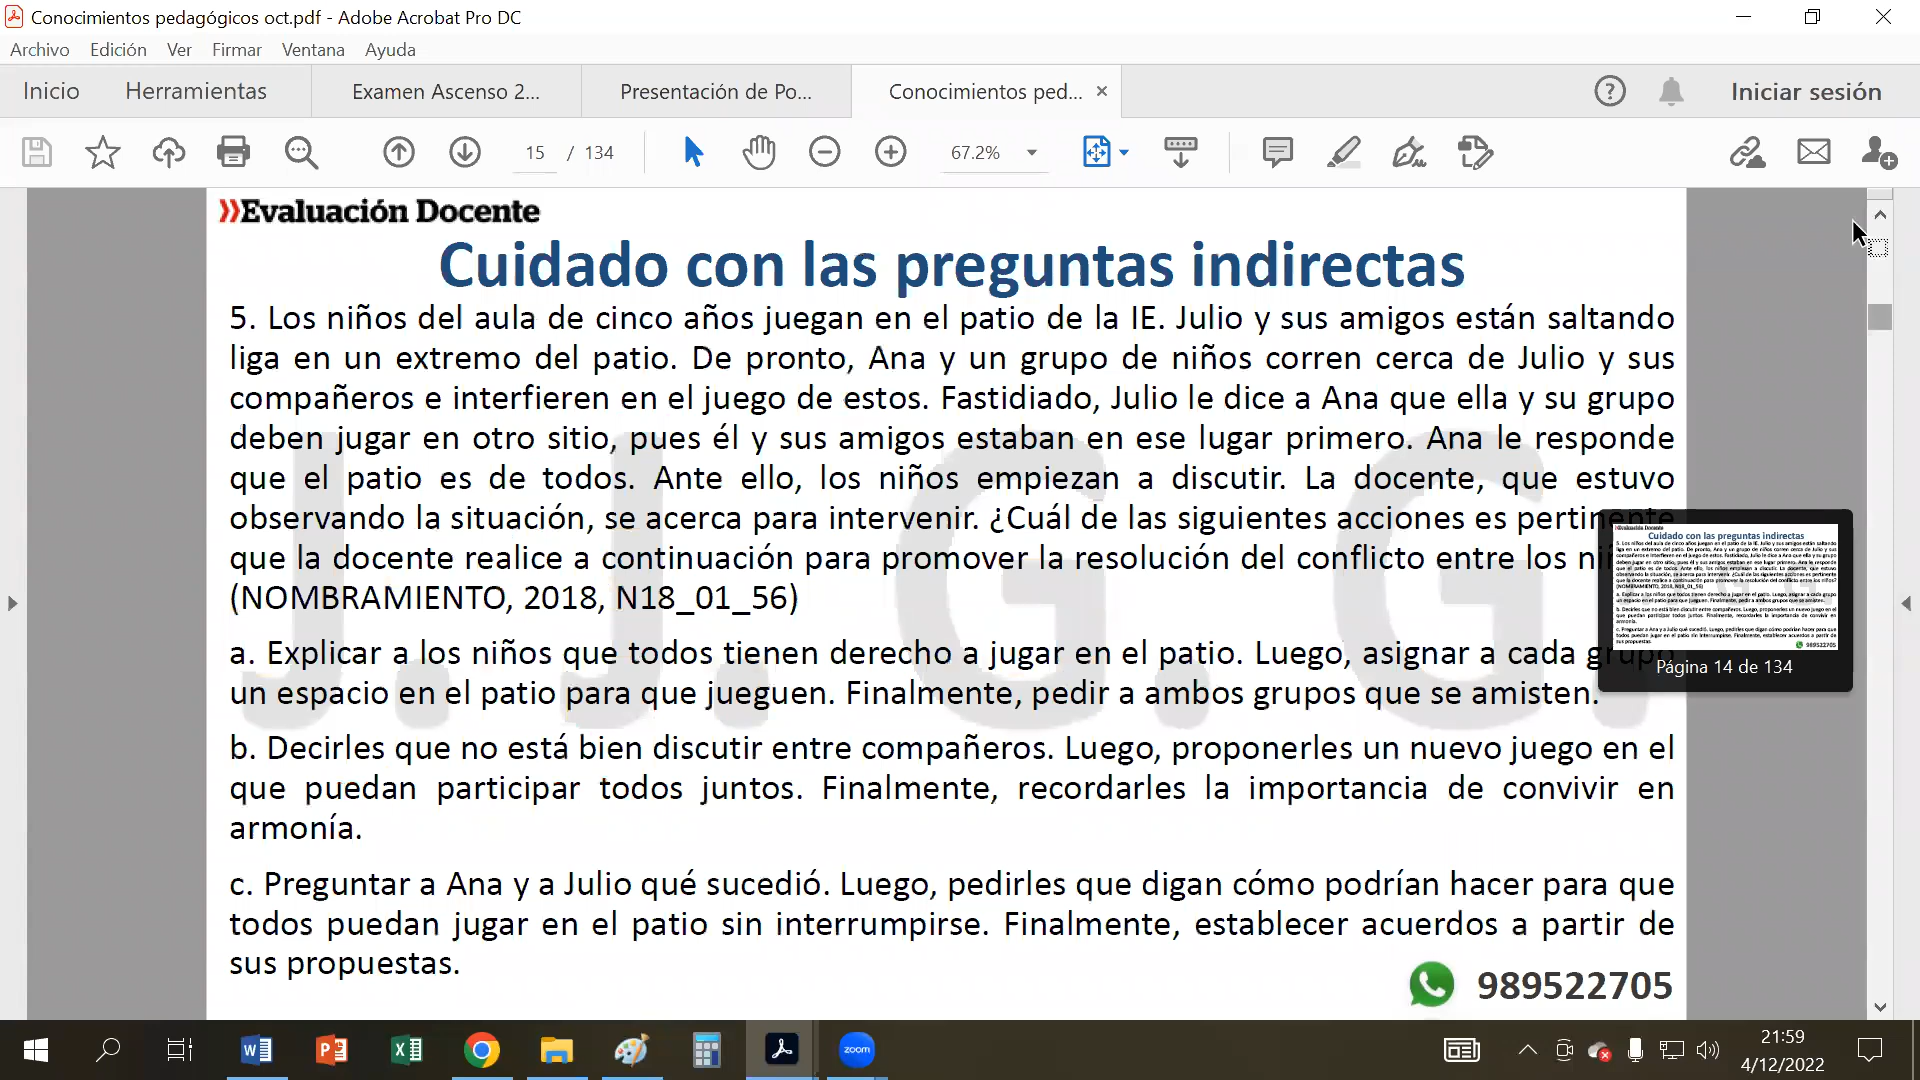 Conocimientos pedagógicos oct.pdf - Adobe Acrobat Pro DC
Archivo Edición Ver Firmar Ventana Ayuda
Inicio Herramientas Examen Ascenso 2... Presentación de Po... Conocimientos ped... Iniciar sesión
15 / 134 67.2%
Evaluación Docente
Cuidado con las preguntas indirectas
5. Los niños del aula de cinco años juegan en el patio de la IE. Julio y sus amigos están saltando
liga en un extremo del patio. De pronto, Ana y un grupo de niños corren cerca de Julio y sus
compañeros e interfieren en el juego de estos. Fastidiado, Julio le dice a Ana que ella y su grupo
deben jugar en otro sitio, pues él y sus amigos estaban en ese lugar primero. Ana le responde
que el patio es de todos. Ante ello, los niños empiezan a discutir. La docente, que estuvo
observando la situación, se acerca para intervenir. ¿Cuál de las siguientes acciones es pertinente
que la docente realice a continuación para promover la resolución del conflicto entre los ni
(NOMBRAMIENTO, 2018, N18_01_56)
a. Explicar a los niños que todos tienen derecho a jugar en el patio. Luego, asignar a cada grupo
un espacio en el patio para que jueguen. Finalmente, pedir a ambos grupos que se amisten.
b. Decirles que no está bien discutir entre compañeros. Luego, proponerles un nuevo juego en el
que puedan participar todos juntos. Finalmente, recordarles la importancia de convivir en
armonía.
c. Preguntar a Ana y a Julio qué sucedió. Luego, pedirles que digan cómo podrían hacer para que
todos puedan jugar en el patio sin interrumpirse. Finalmente, establecer acuerdos a partir de
sus propuestas.
989522705
J. J. G. G.
Cuidado con las preguntas indirectas
989522705
Página 14 de 134
zoom
21:59
4/12/2022